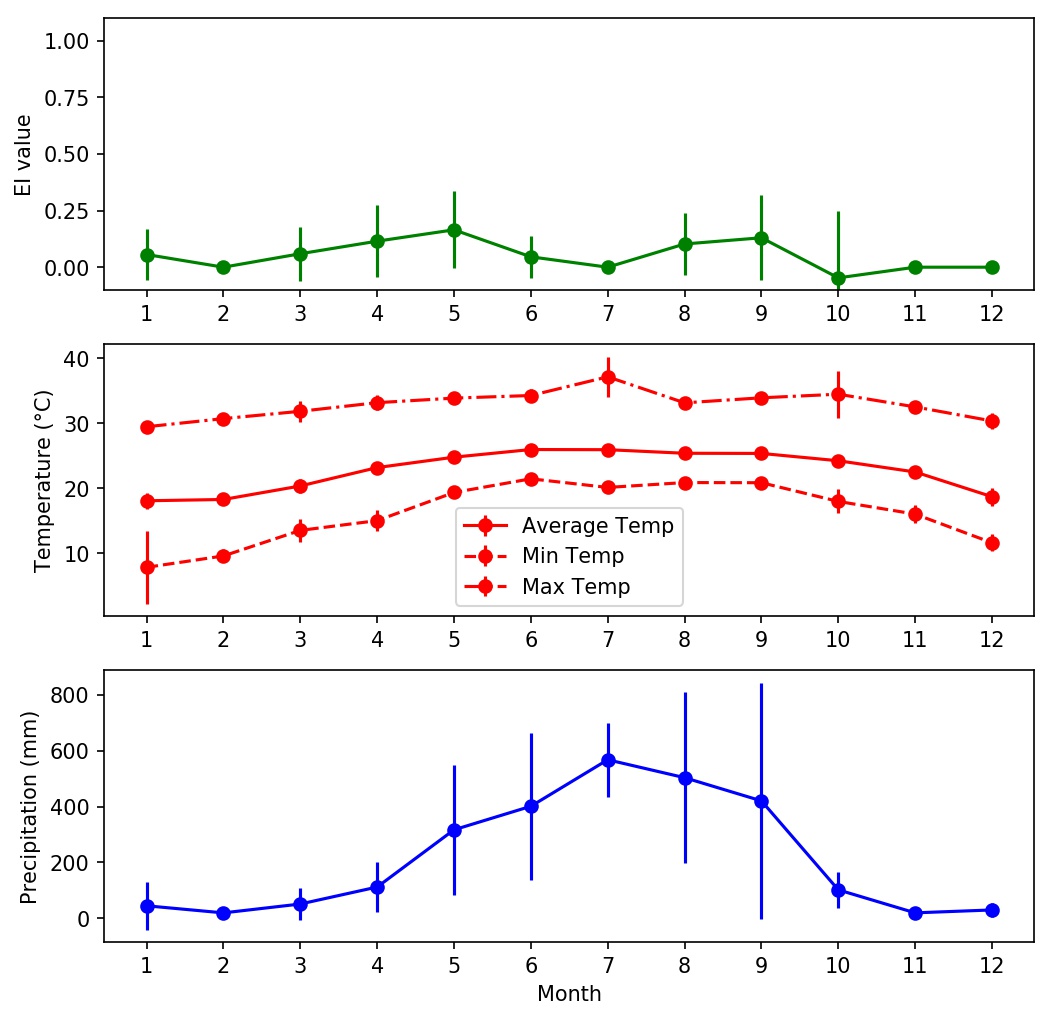 EI value
1.00
0.75
0.50
0.25
0.00
1 2 3 4 5 6 7 8 9 10 11 12
Temperature (°C)
40
30
20
10
Average Temp
Min Temp
Max Temp
1 2 3 4 5 6 7 8 9 10 11 12
Precipitation (mm)
800
600
400
200
0
1 2 3 4 5 6 7 8 9 10 11 12
Month